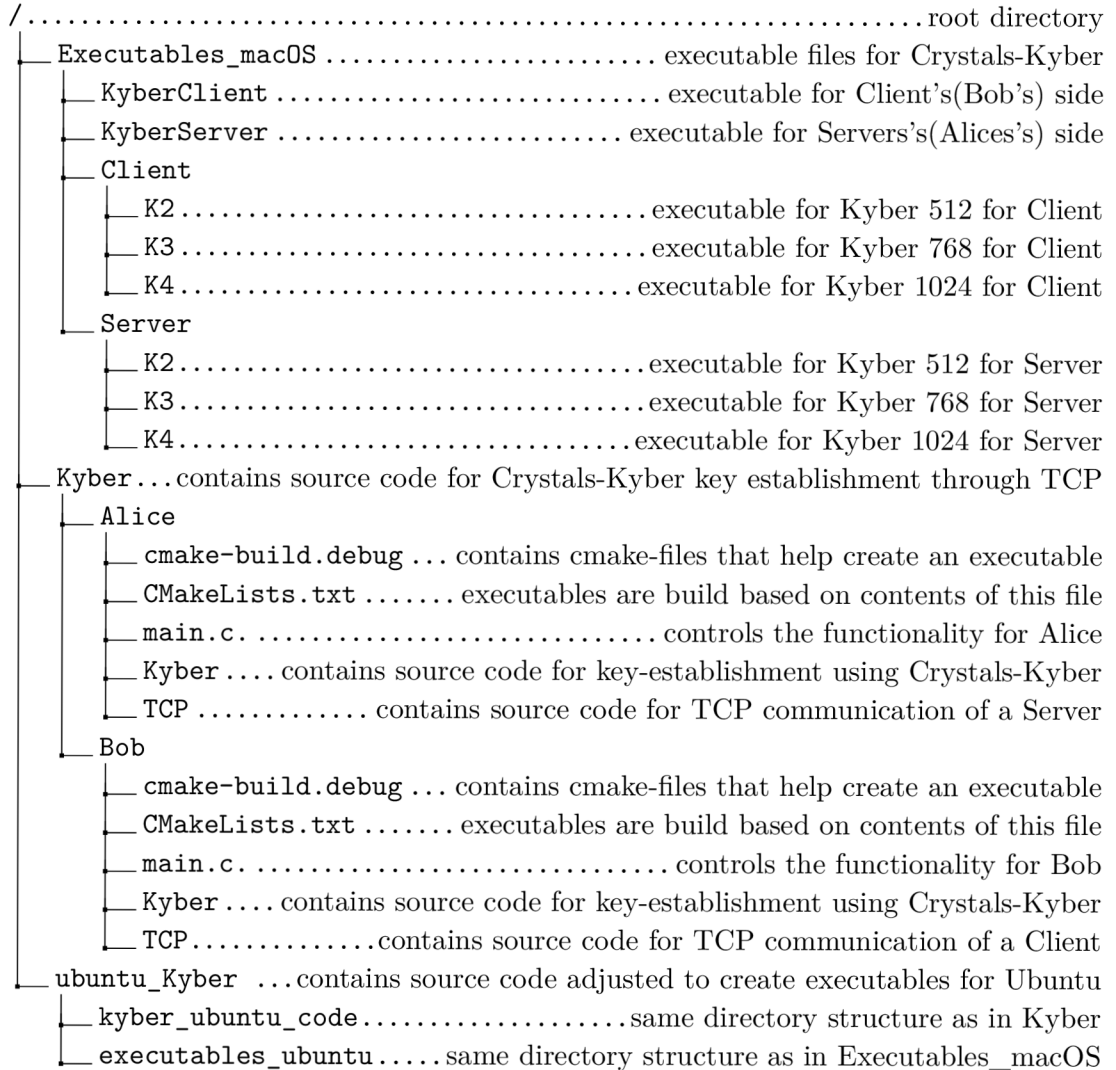 / ................................................................... root directory
Executables_macOS ......................... executable files for Crystals-Kyber
KyberClient ............................. executable for Client's(Bob's) side
KyberServer .......................... executable for Servers's(Alices's) side
Client
K2 ................................... executable for Kyber 512 for Client
K3 ................................... executable for Kyber 768 for Client
K4 .................................. executable for Kyber 1024 for Client
Server
K2 ................................... executable for Kyber 512 for Server
K3 ................................... executable for Kyber 768 for Server
K4 .................................. executable for Kyber 1024 for Server
Kyber ... contains source code for Crystals-Kyber key establishment through TCP
Alice
cmake-build.debug ... contains cmake-files that help create an executable
CMakeLists.txt ....... executables are build based on contents of this file
main.c. ............................... controls the functionality for Alice
Kyber .... contains source code for key-establishment using Crystals-Kyber
TCP ............. contains source code for TCP communication of a Server
Bob
cmake-build.debug ... contains cmake-files that help create an executable
CMakeLists.txt ....... executables are build based on contents of this file
main.c. ................................ controls the functionality for Bob
Kyber .... contains source code for key-establishment using Crystals-Kyber
TCP .............. contains source code for TCP communication of a Client
ubuntu_Kyber ... contains source code adjusted to create executables for Ubuntu
kyber_ubuntu_code .................... same directory structure as in Kyber
executables_ubuntu ..... same directory structure as in Executables_macOS